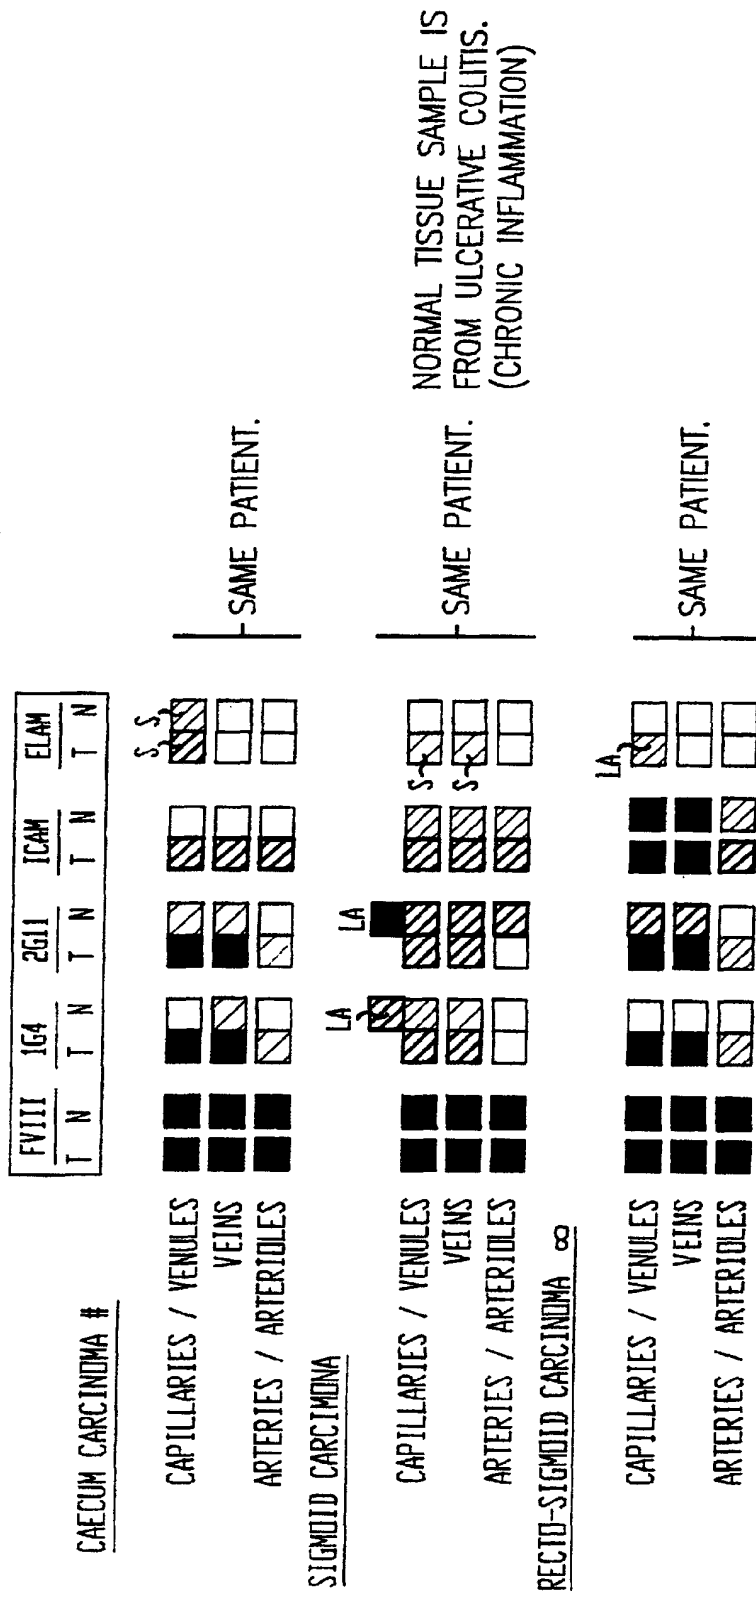 FVIII 1G4 2G11 ICAM ELAM
T N T N T N T N T N
CAECUM CARCINOMA #
S S
CAPILLARIES / VENULES
VEINS
ARTERIES / ARTERIOLES
SAME PATIENT.
SIGMOID CARCIMONA
LA LA
CAPILLARIES / VENULES
S
VEINS
S
ARTERIES / ARTERIOLES
SAME PATIENT.
NORMAL TISSUE SAMPLE IS
FROM ULCERATIVE COLITIS.
(CHRONIC INFLAMMATION)
RECTO-SIGMOID CARCINOMA ∞
LA
CAPILLARIES / VENULES
VEINS
ARTERIES / ARTERIOLES
SAME PATIENT.